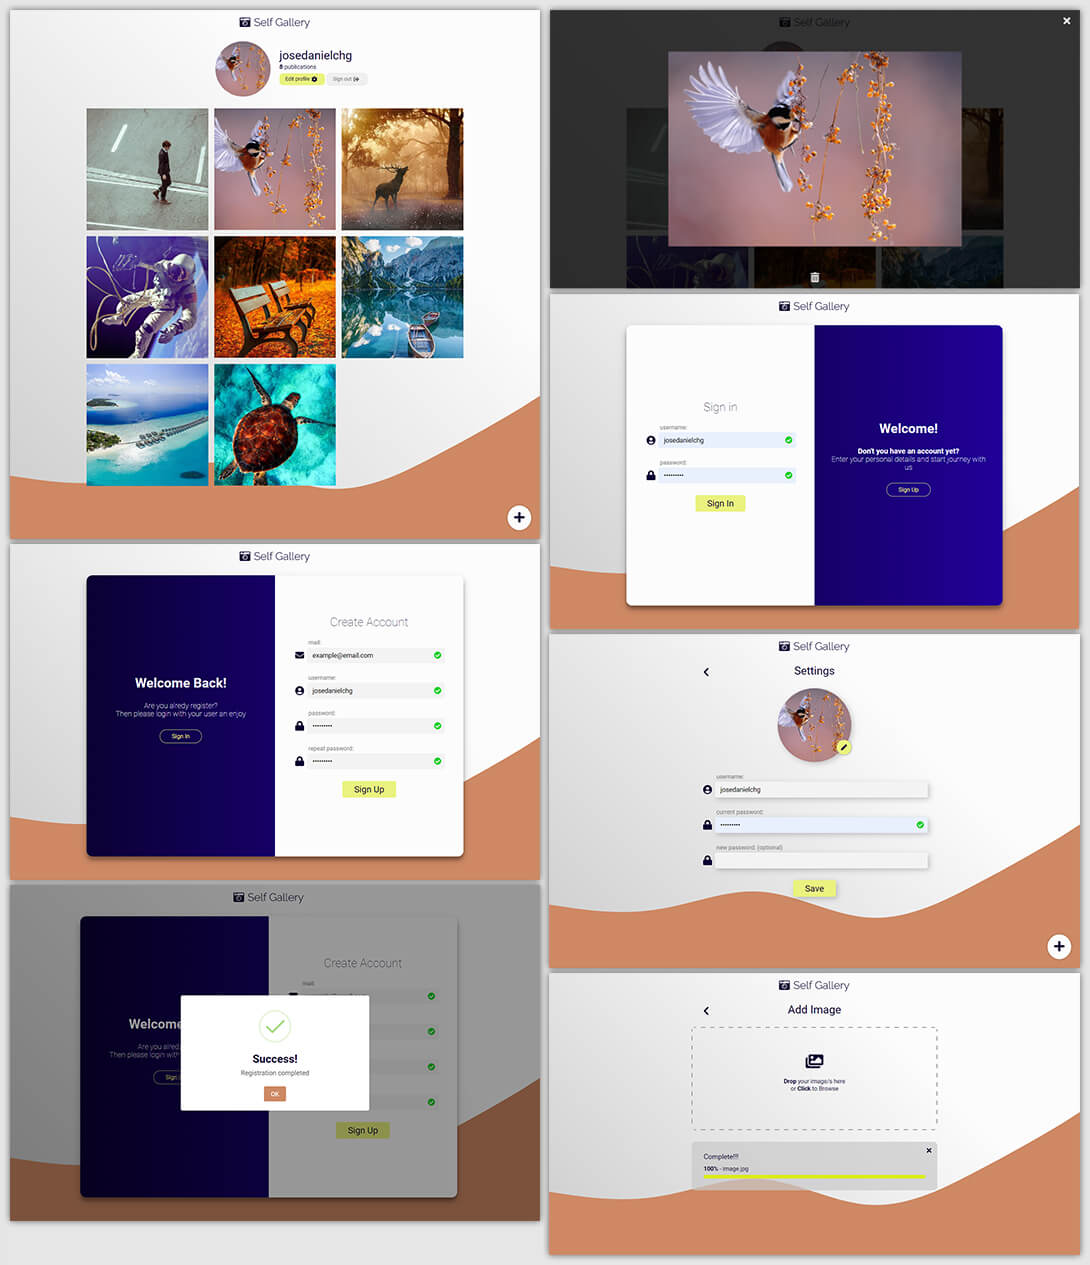 Self Gallery
josedanielchg
8 publications
Edit profile
Sign out
Self Gallery
Self Gallery
Sign in
username:
josedanielchg
password:
Sign In
Welcome!
Don't you have an account yet?
Enter your personal details and start journey with
us
Sign Up
Self Gallery
Welcome Back!
Are you alredy register?
Then please login with your user an enjoy
Sign In
Create Account
mail:
example@email.com
username:
josedanielchg
password:
repeat password:
Sign Up
Self Gallery
Settings
username:
josedanielchg
current password:
new password: (optional)
Save
Self Gallery
Welcome
Are you alred
Then please login with
Sign
Create Account
mail:
Success!
Registration completed
OK
Sign Up
Self Gallery
Add Image
Drop your image/s here
or Click to Browse
Complete!!!
100% - image.jpg